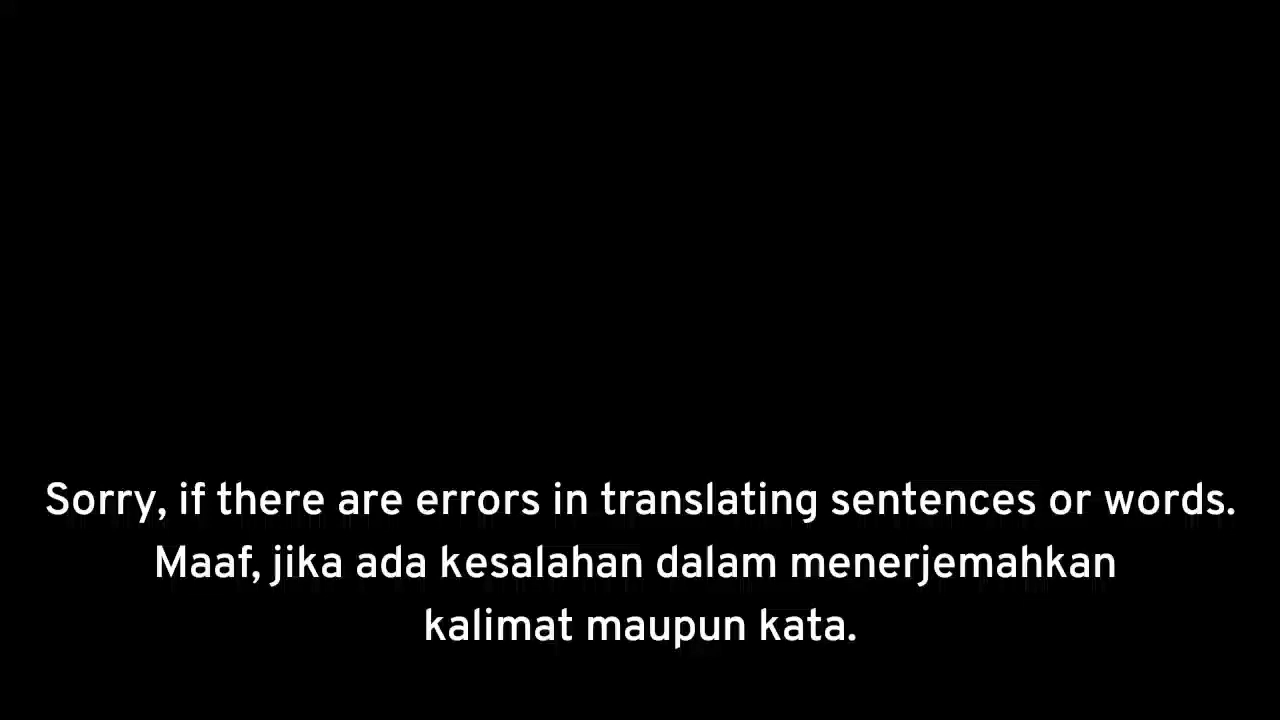 Sorry, if there are errors in translating sentences or words.
Maaf, jika ada kesalahan dalam menerjemahkan
kalimat maupun kata.